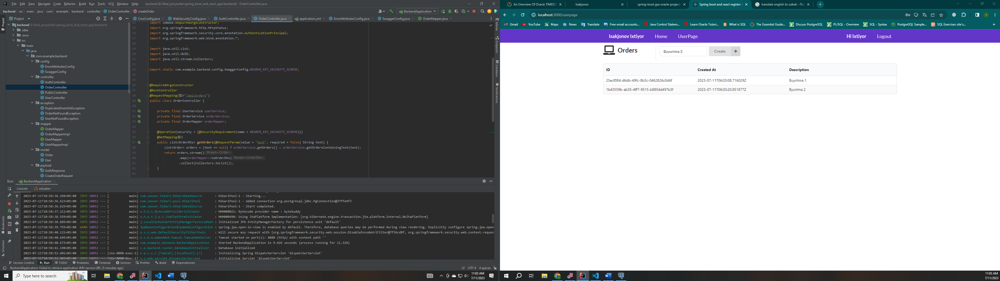 File Edit View Navigate Code Refactor Build Run Tools VCS Window Help backend [E:\Real_proyectlar\spring_boot_and_react_app\backend] - OrderController.java
backend src main java com example backend controller OrderController createOrder
BackendApplication
Project
CorsConfig.java WebSecurityConfig.java AuthController.java OrderController.java application.yml ErrorAttributesConfig.java SwaggerConfig.java OrderMapper.java
backend E:\Real_proyectlar\spring_boot_and_react_app\backend
.idea
.mvn
src
main
java
com.example.backend
config
ErrorAttributesConfig
SwaggerConfig
controller
AuthController
OrderController
PublicController
UserController
exception
DuplicatedUserInfoException
OrderNotFoundException
UserNotFoundException
mapper
OrderMapper
OrderMapperImpl
UserMapper
UserMapperImpl
model
Order
User
payload
AuthResponse
CreateOrderRequest
14 import lombok.RequiredArgsConstructor;
15 import org.springframework.http.HttpStatus;
16 import org.springframework.security.core.annotation.AuthenticationPrincipal;
17 import org.springframework.web.bind.annotation.*;
18
19 import java.util.List;
20 import java.util.UUID;
21 import java.util.stream.Collectors;
22
23 import static com.example.backend.config.SwaggerConfig.BEARER_KEY_SECURITY_SCHEME;
24
25
26 @RequiredArgsConstructor
27 @RestController
28 @RequestMapping("/api/orders")
29 public class OrderController {
30
31 private final UserService userService;
32 private final OrderService orderService;
33 private final OrderMapper orderMapper;
34
35 @Operation(security = {@SecurityRequirement(name = BEARER_KEY_SECURITY_SCHEME)})
36 @GetMapping
37 public List<OrderDto> getOrders(@RequestParam(value = "text", required = false) String text) {
38 List<Order> orders = (text == null) ? orderService.getOrders() : orderService.getOrdersContainingText(text);
39 return orders.stream() Stream<Order>
40 .map(orderMapper::toOrderDto) Stream<OrderDto>
41 .collect(Collectors.toList());
42 }
43
Project
Bookmarks
Structure
Maven
Endpoints
Database
Notifications
Run: BackendApplication
Console Actuator
2023-07-11T10:58:36.298+05:00 INFO 10052 --- [ main] com.zaxxer.hikari.HikariDataSource : HikariPool-1 - Starting...
2023-07-11T10:58:36.623+05:00 INFO 10052 --- [ main] com.zaxxer.hikari.pool.HikariPool : HikariPool-1 - Added connection org.postgresql.jdbc.PgConnection@37ffe4f3
2023-07-11T10:58:36.625+05:00 INFO 10052 --- [ main] com.zaxxer.hikari.HikariDataSource : HikariPool-1 - Start completed.
2023-07-11T10:58:37.211+05:00 INFO 10052 --- [ main] o.h.b.i.BytecodeProviderInitiator : HHH000021: Bytecode provider name : bytebuddy
2023-07-11T10:58:38.559+05:00 INFO 10052 --- [ main] o.h.e.t.j.p.i.JtaPlatformInitiator : HHH000490: Using JtaPlatform implementation: [org.hibernate.engine.transaction.jta.platform.internal.NoJtaPlatform]
2023-07-11T10:58:38.885+05:00 INFO 10052 --- [ main] j.LocalContainerEntityManagerFactoryBean : Initialized JPA EntityManagerFactory for persistence unit 'default'
2023-07-11T10:58:39.755+05:00 WARN 10052 --- [ main] JpaBaseConfiguration$JpaWebConfiguration : spring.jpa.open-in-view is enabled by default. Therefore, database queries may be performed during view rendering. Explicitly configure spring.jpa.open
2023-07-11T10:58:40.121+05:00 INFO 10052 --- [ main] o.s.s.web.DefaultSecurityFilterChain : Will secure any request with [org.springframework.security.web.session.DisableEncodeUrlFilter@7f36cd8f, org.springframework.security.web.context.request
2023-07-11T10:58:40.645+05:00 INFO 10052 --- [ main] o.s.b.w.embedded.tomcat.TomcatWebServer : Tomcat started on port(s): 8080 (http) with context path ''
2023-07-11T10:58:40.673+05:00 INFO 10052 --- [ main] com.example.backend.BackendApplication : Started BackendApplication in 9.426 seconds (process running for 11.324)
2023-07-11T10:58:41.190+05:00 INFO 10052 --- [ main] c.e.backend.runner.DatabaseInitializer : Database initialized
2023-07-11T10:58:52.601+05:00 INFO 10052 --- [nio-8080-exec-1] o.a.c.c.C.[Tomcat].[localhost].[/] : Initializing Spring DispatcherServlet 'dispatcherServlet'
2023-07-11T10:58:52.603+05:00 INFO 10052 --- [nio-8080-exec-1] o.s.web.servlet.DispatcherServlet : Initializing Servlet 'dispatcherServlet'
Version Control Run TODO Problems Terminal Services Profiler Build Dependencies
BackendApplication: Failed to retrieve application JMX service URL (5 minutes ago) LF UTF-8 4 spaces
Type here to search
11:03 AM
7/11/2023
An Overview Of Oracle TIMEST Isakjonov spring-boot-jpa-oracle-project/ Spring boot and react register translate english to uzbek - Пои
localhost:3000/userpage
Gmail YouTube Maps News Translate Free email accounts... Java Control Statem... Learn Oracle Tutori... What is SQL The Essential Guide... Discuss PostgreSQL PL/SQL - Overview SQL - Syntax PostgreSQL Sample... SQL Exercises site's... »
Isakjonov Ixtiyor Home UserPage Hi Ixtiyor Logout
Orders Buyurtma 3 Create
ID Created At Description
25ecf084-d6db-49fc-8b3c-0462826c0d6f 2023-07-11T06:03:08.716029Z Buyirtma 1
1b43559b-ab35-4ff7-9515-b8854d497b3f 2023-07-11T06:03:20.851877Z Byurtma 2
11:03 AM
7/11/2023